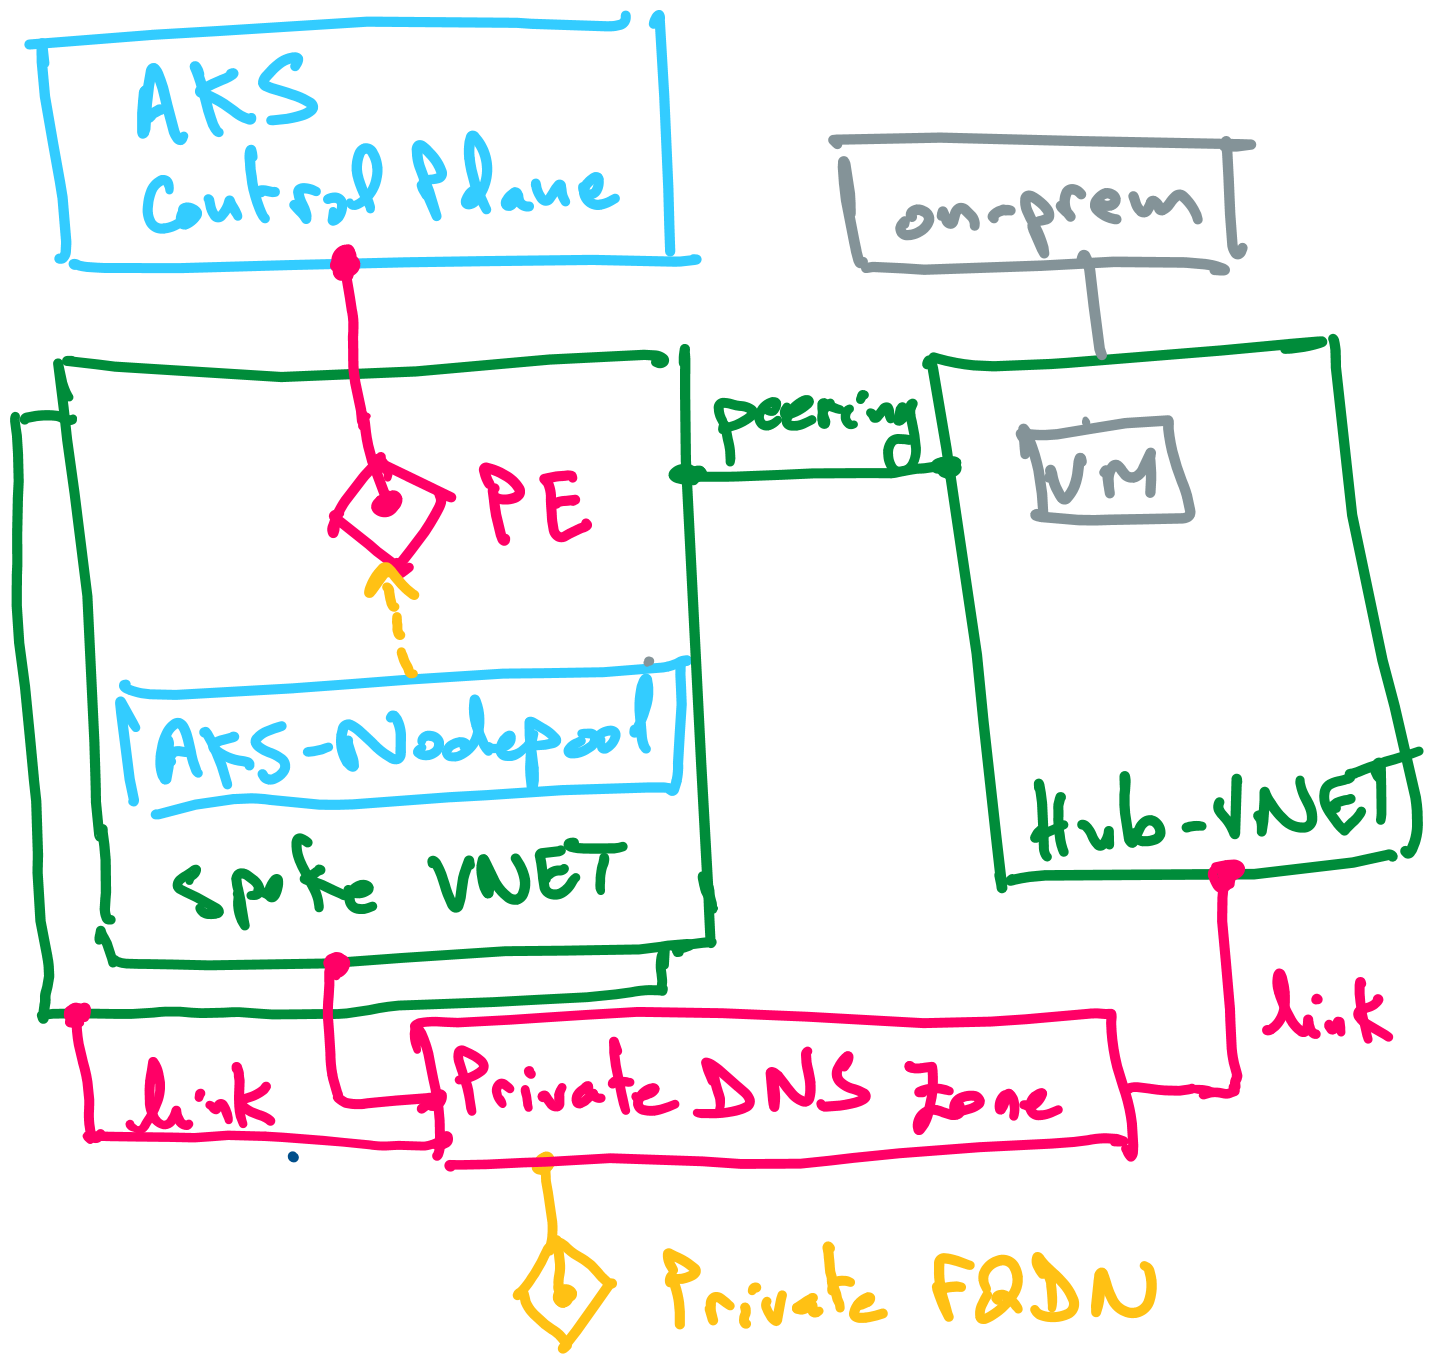 AKS
Control Plane
on-prem
peering
VM
PE
AKS-Nodepool
Hub-VNET
spoke VNET
link
Private DNS Zone
link
Private FQDN